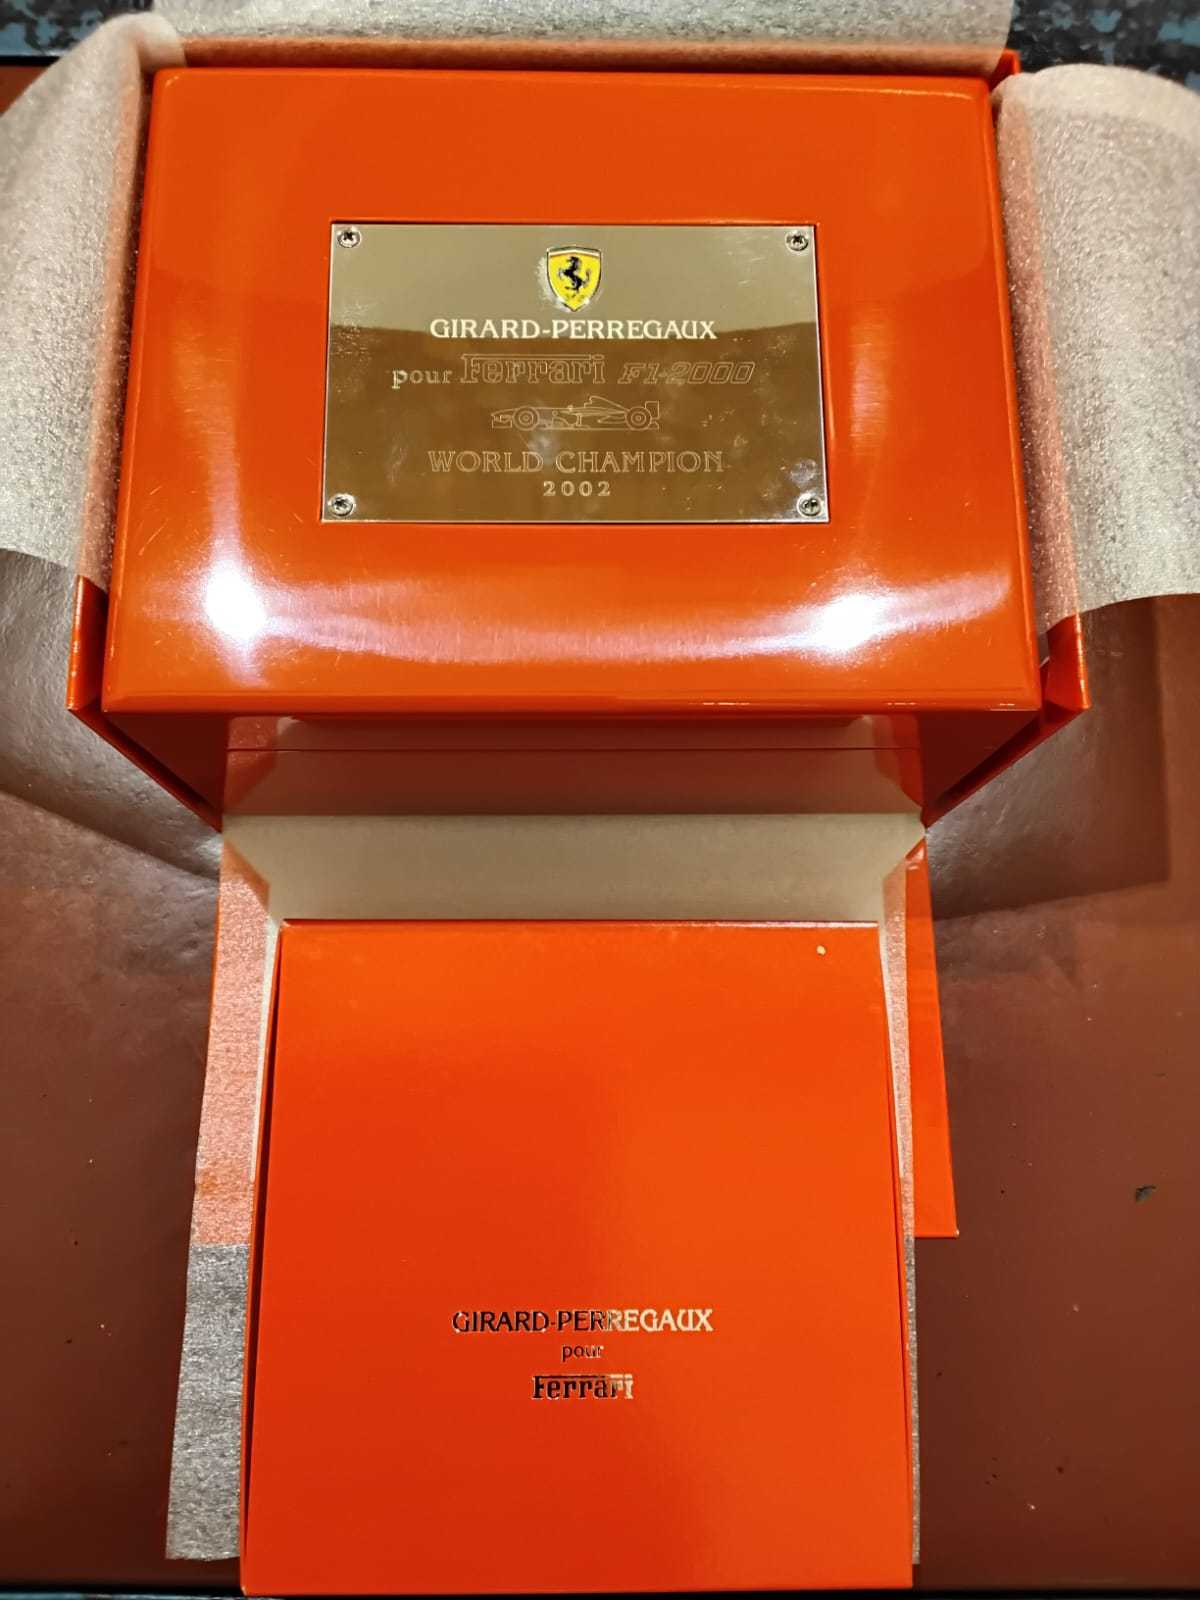 GIRARD-PERREGAUX
pour Ferrari F1-2000
WORLD CHAMPION
2002
GIRARD-PERREGAUX
pour
Ferrari